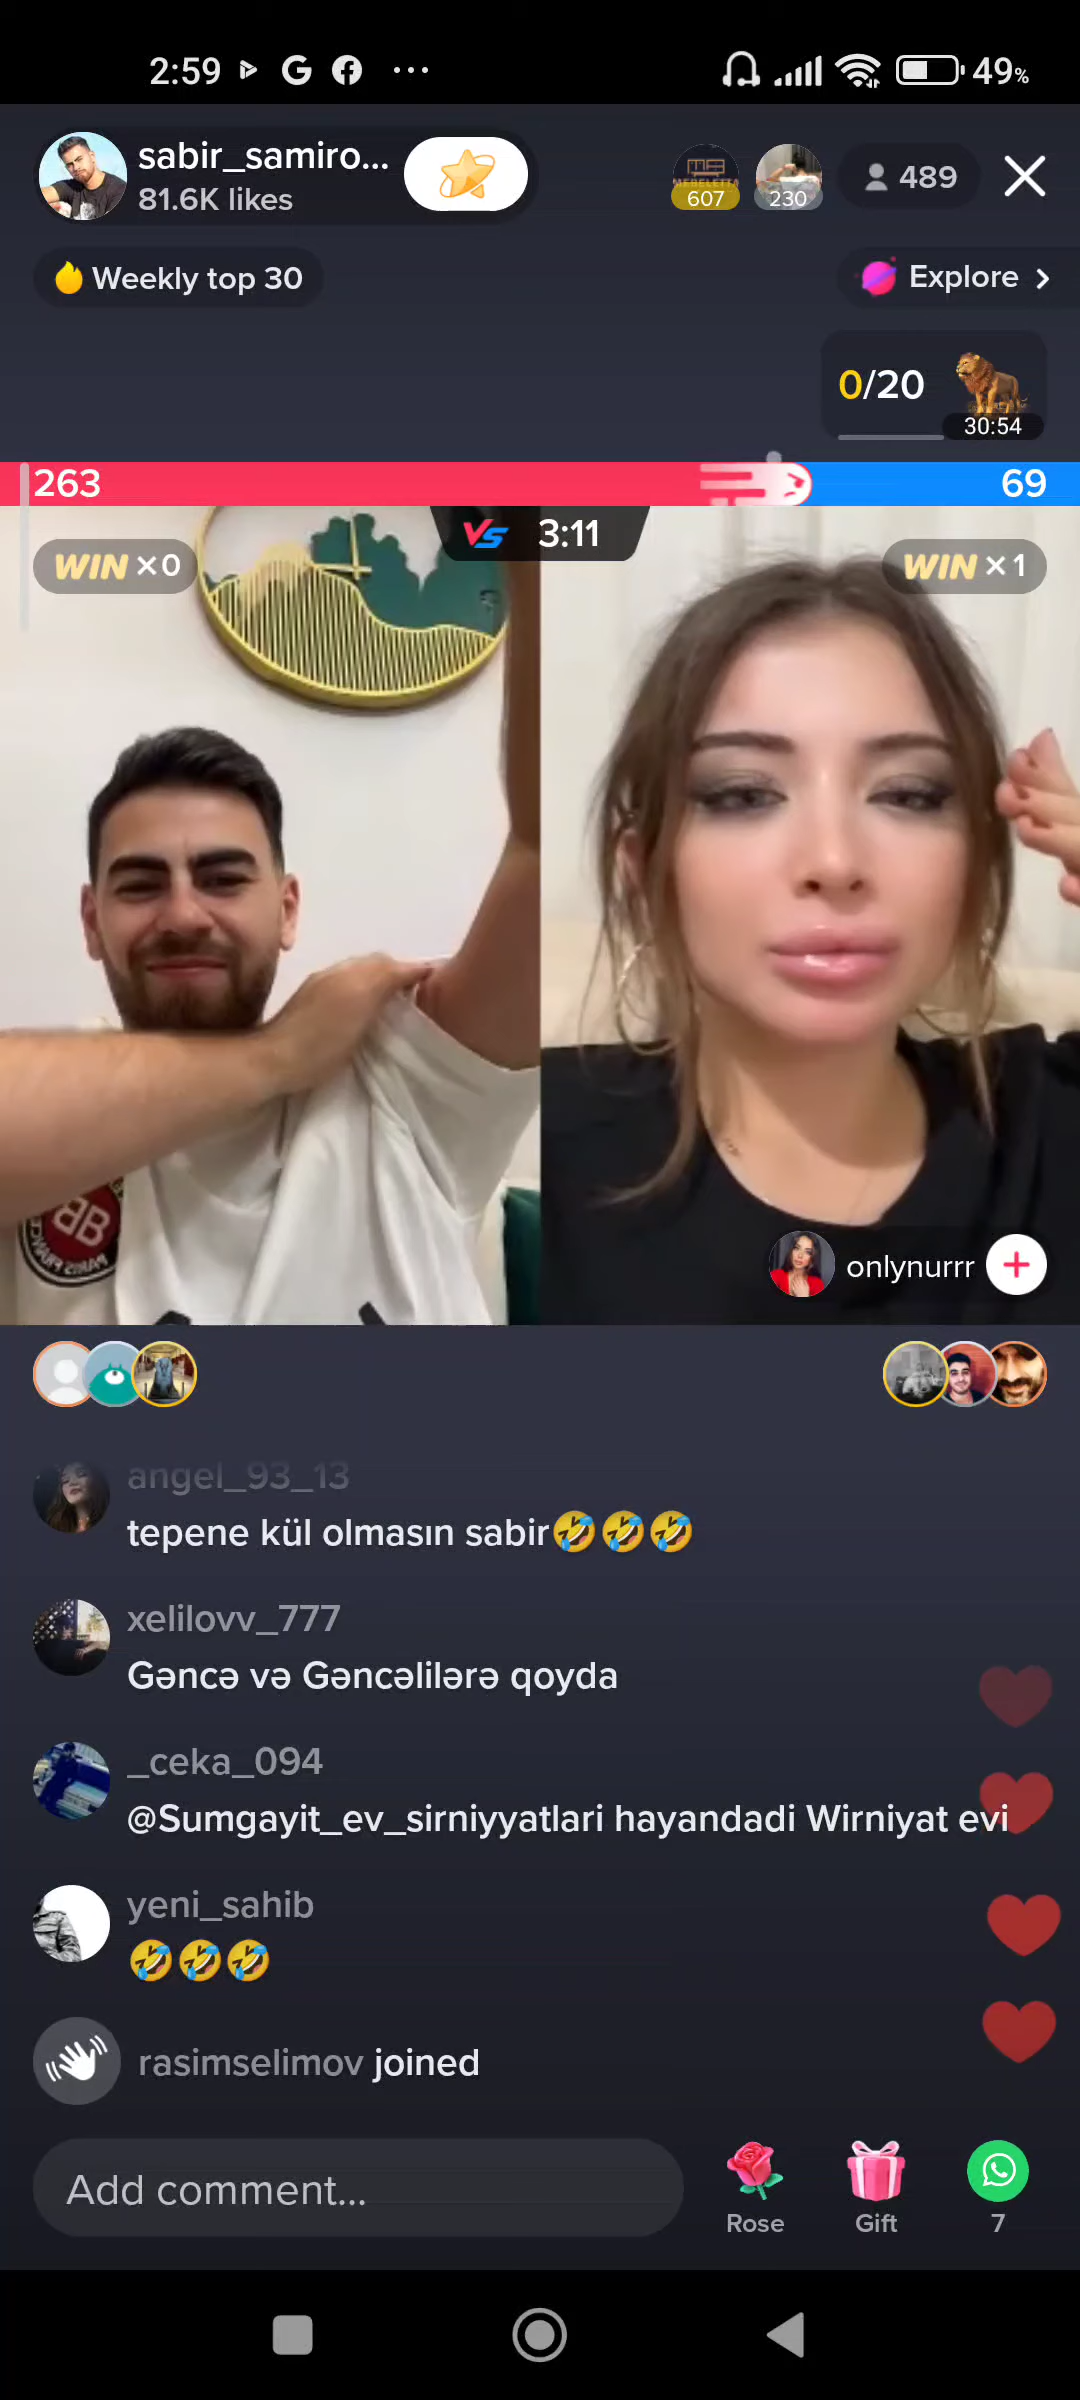 2:59
49%
sabir_samiro...
81.6K likes
607
230
489
Weekly top 30
Explore
0/20
30:54
263
69
VS 3:11
WIN ×0
WIN ×1
onlynurrr
angel_93_13
tepene kül olmasın sabir🤣🤣🤣
xelilovv_777
Gəncə və Gəncəlilərə qoyda
_ceka_094
@Sumgayit_ev_sirniyyatlari hayandadi Wirniyat evi
yeni_sahib
🤣🤣🤣
rasimselimov joined
Add comment...
Rose
Gift
7